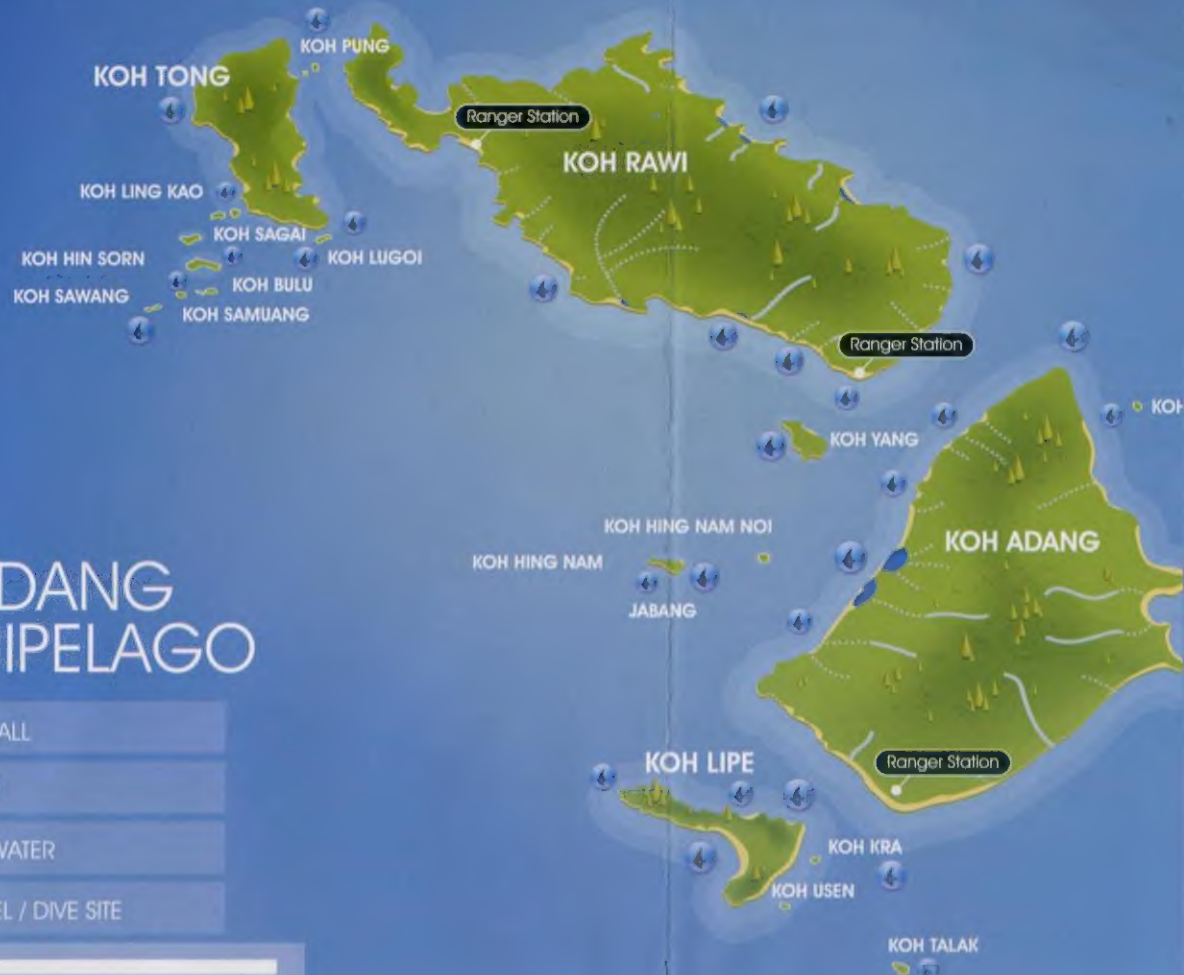 KOH PUNG
KOH TONG
Ranger Station
KOH RAWI
KOH LING KAO
KOH SAGAI
KOH HIN SORN
KOH LUGOI
KOH BULU
KOH SAWANG
KOH SAMUANG
Ranger Station
KOH
KOH YANG
KOH HING NAM NOI
KOH ADANG
KOH HING NAM
JABANG
DANG
IPELAGO
ALL
WATER
EL / DIVE SITE
KOH LIPE
Ranger Station
KOH KRA
KOH USEN
KOH TALAK